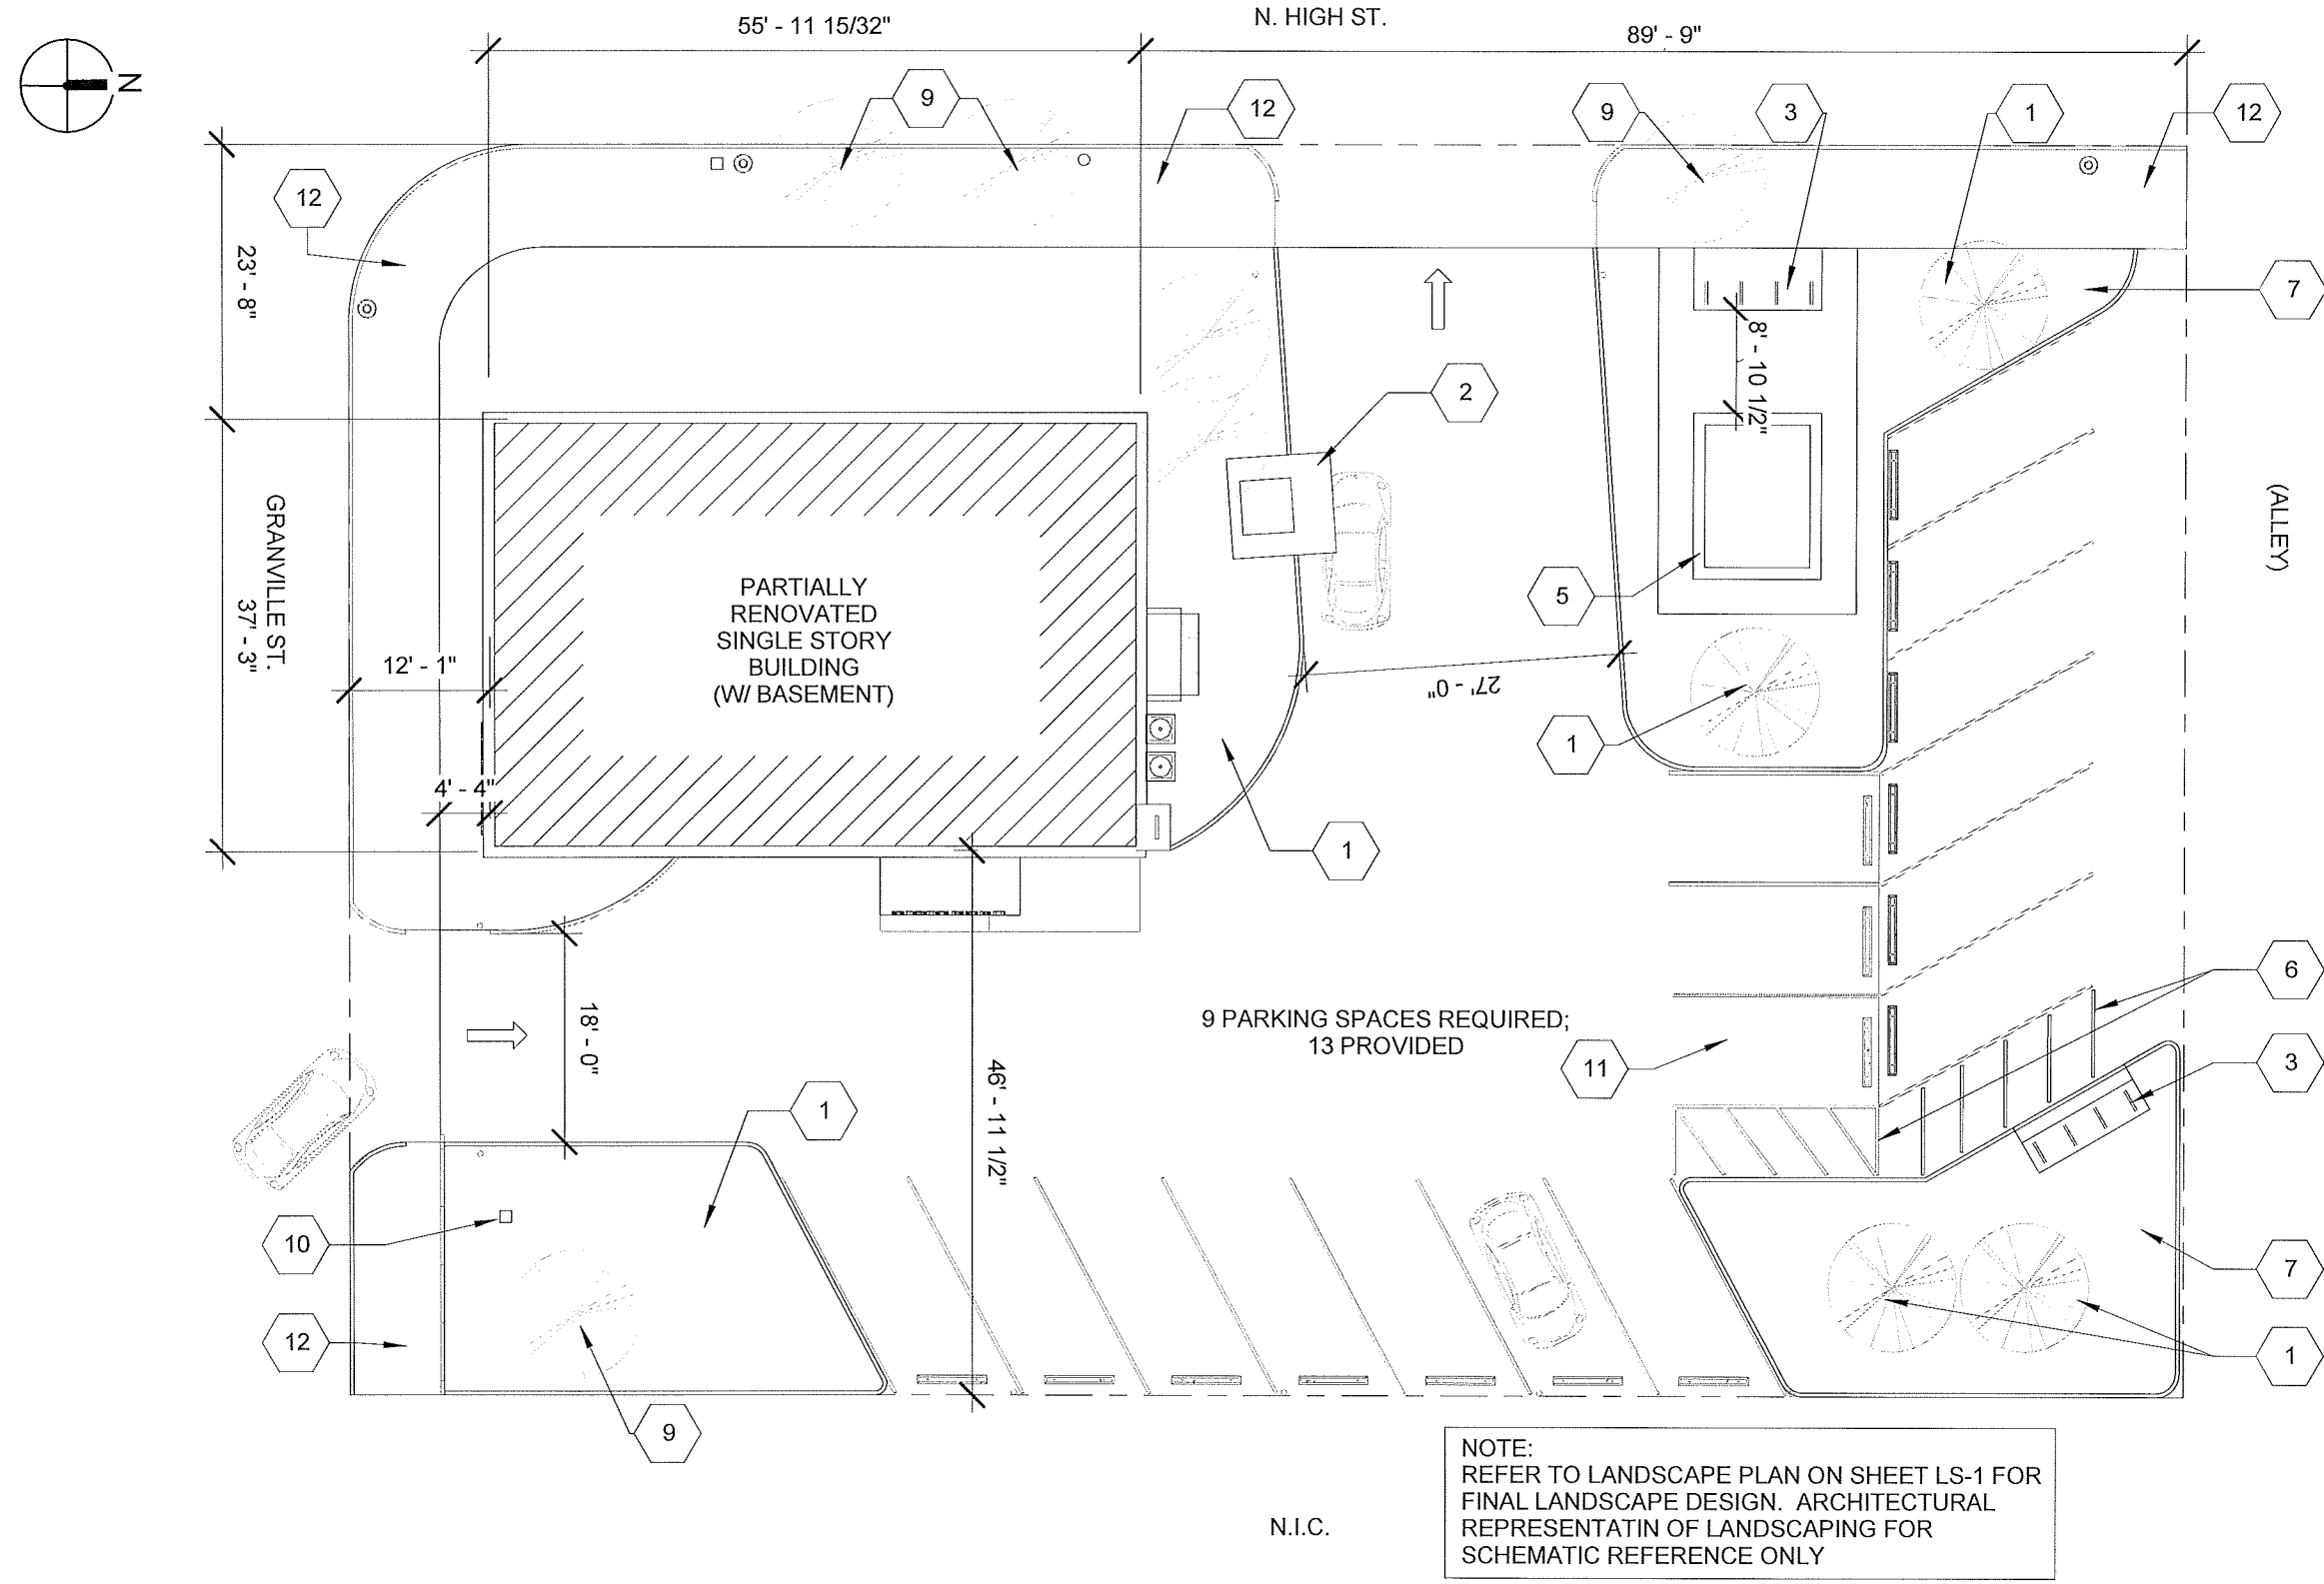 N. HIGH ST.
55' - 11 15/32"
89' - 9"
N
9
12
9
3
1
12
12
23' - 8"
7
8' - 10 1/2"
2
(ALLEY)
GRANVILLE ST.
37' - 3"
PARTIALLY
RENOVATED
SINGLE STORY
BUILDING
(W/ BASEMENT)
5
12' - 1"
27' - 0"
1
4' - 4"
1
6
18' - 0"
9 PARKING SPACES REQUIRED;
13 PROVIDED
11
3
46' - 11 1/2"
1
10
7
12
1
9
NOTE:
REFER TO LANDSCAPE PLAN ON SHEET LS-1 FOR
FINAL LANDSCAPE DESIGN. ARCHITECTURAL
REPRESENTATIN OF LANDSCAPING FOR
SCHEMATIC REFERENCE ONLY
N.I.C.